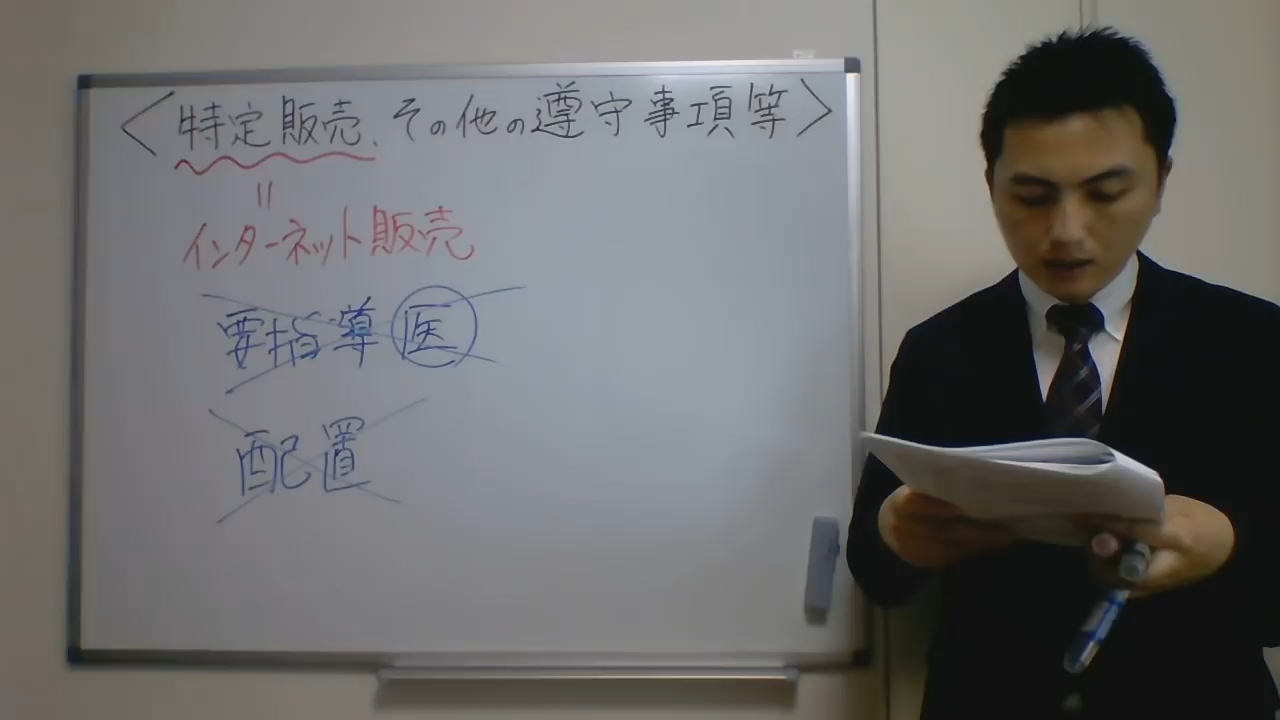 〈特定販売、その他の遵守事項等〉
=
インターネット販売
要指導医
配置